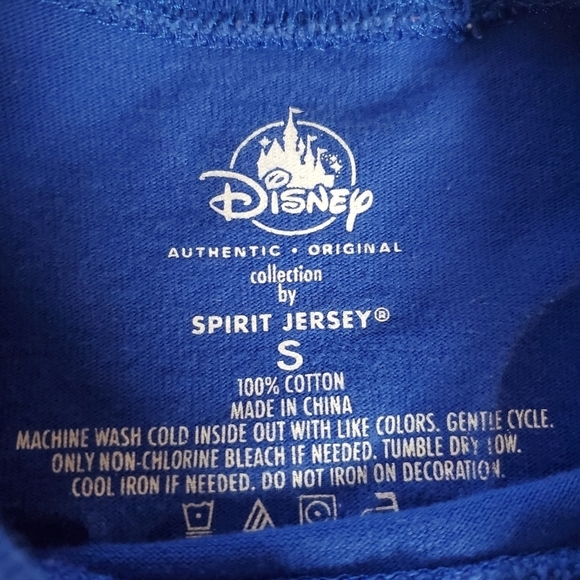 Disney
AUTHENTIC • ORIGINAL
collection
by
SPIRIT JERSEY®
S
100% COTTON
MADE IN CHINA
MACHINE WASH COLD INSIDE OUT WITH LIKE COLORS. GENTLE CYCLE.
ONLY NON-CHLORINE BLEACH IF NEEDED. TUMBLE DRY LOW.
COOL IRON IF NEEDED. DO NOT IRON ON DECORATION.